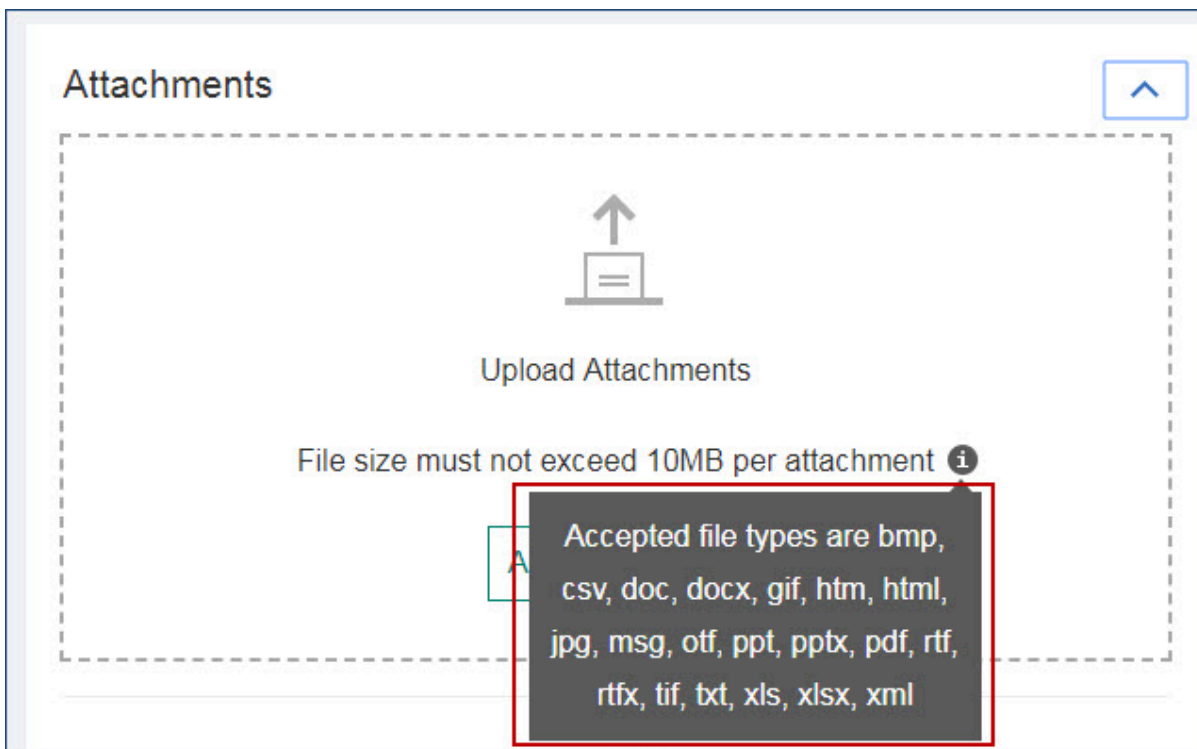 Attachments
Upload Attachments
File size must not exceed 10MB per attachment
Accepted file types are bmp,
csv, doc, docx, gif, htm, html,
jpg, msg, otf, ppt, pptx, pdf, rtf,
rtfx, tif, txt, xls, xlsx, xml